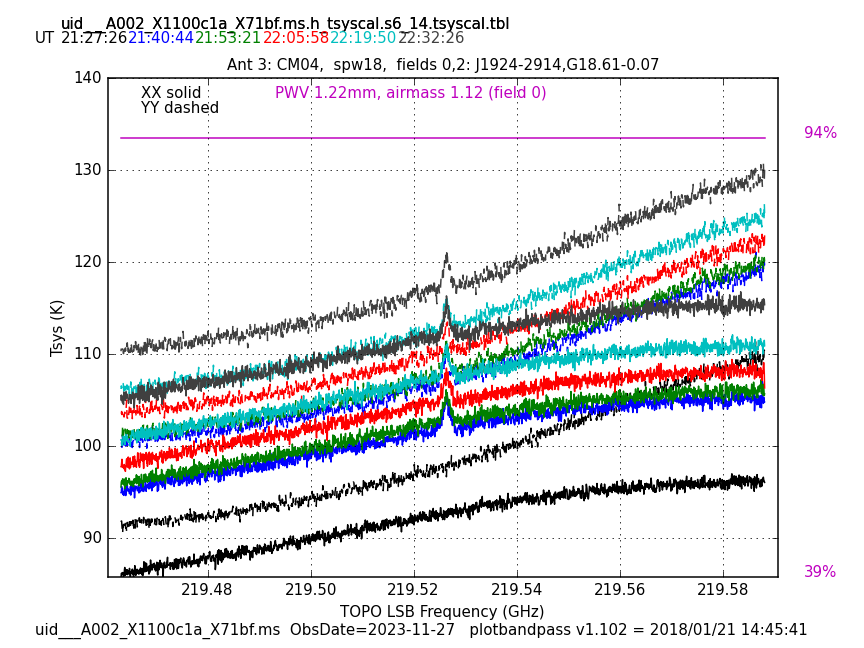 uid___A002_X1100c1a_X71bf.ms.h_tsyscal.s6_14.tsyscal.tbl
UT 21:27:26 21:40:44 21:53:21 22:05:58 22:19:50 22:32:26
Ant 3: CM04,  spw18,  fields 0,2: J1924-2914,G18.61-0.07
140
XX solid PWV 1.22mm, airmass 1.12 (field 0)
YY dashed
94%
130
120
Tsys (K)
110
100
90
39%
219.48 219.50 219.52 219.54 219.56 219.58
TOPO LSB Frequency (GHz)
uid___A002_X1100c1a_X71bf.ms  ObsDate=2023-11-27   plotbandpass v1.102 = 2018/01/21 14:45:41